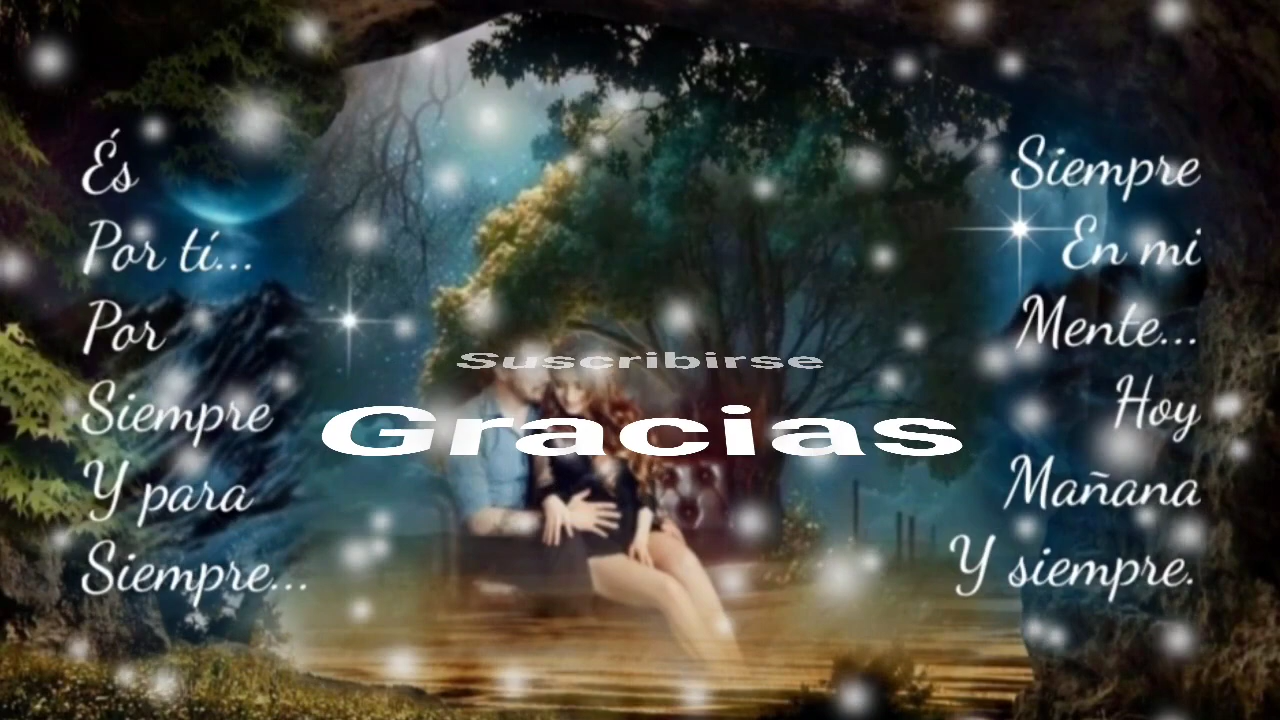 És
Por tí...
Por
Siempre
Y para
Siempre...
Suscribirse
Gracias
Siempre
En mi
Mente...
Hoy
Mañana
Y siempre.